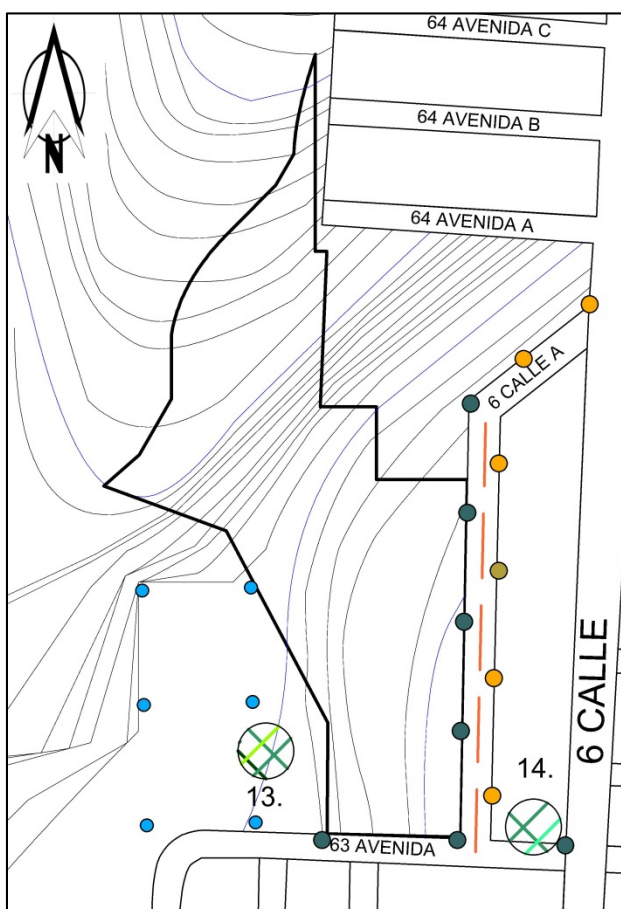 64 AVENIDA C
N
64 AVENIDA B
64 AVENIDA A
6 CALLE A
6 CALLE
14.
13.
63 AVENIDA